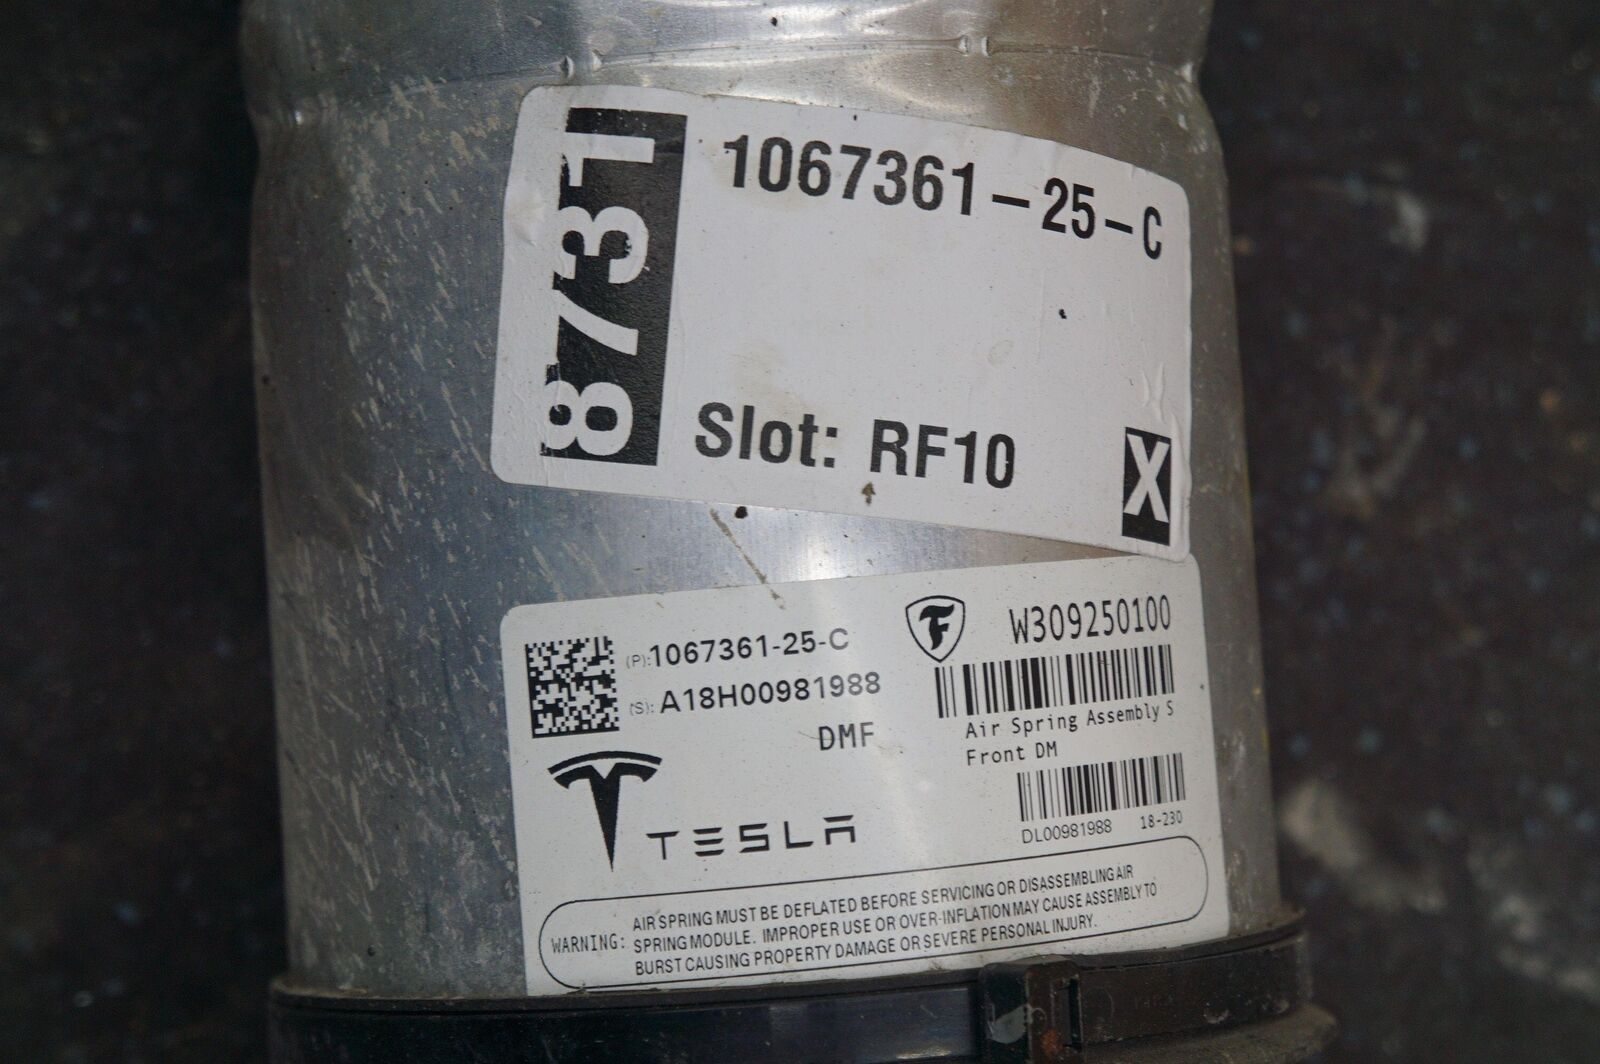 8731
1067361-25-C
Slot: RF10
X
(P):1067361-25-C
(S): A18H00981988
DMF
TESLA
F
W309250100
Air Spring Assembly S
Front DM
DL00981988 18-230
WARNING: AIR SPRING MUST BE DEFLATED BEFORE SERVICING OR DISASSEMBLING AIR
SPRING MODULE. IMPROPER USE OR OVER-INFLATION MAY CAUSE ASSEMBLY TO
BURST CAUSING PROPERTY DAMAGE OR SEVERE PERSONAL INJURY.